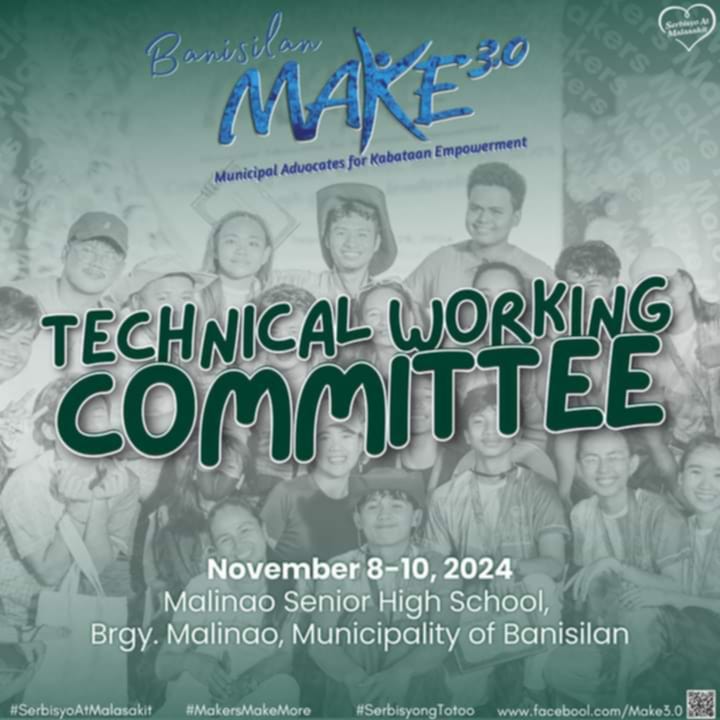 Serbisyo At
Malasakit
Banisilan
MAKE 3.0
Municipal Advocates for Kabataan Empowerment
TECHNICAL WORKING
COMMITTEE
November 8-10, 2024
Malinao Senior High School,
Brgy. Malinao, Municipality of Banisilan
#SerbisyoAtMalasakit #MakersMakeMore #SerbisyongTotoo www.facebool.com/Make3.0